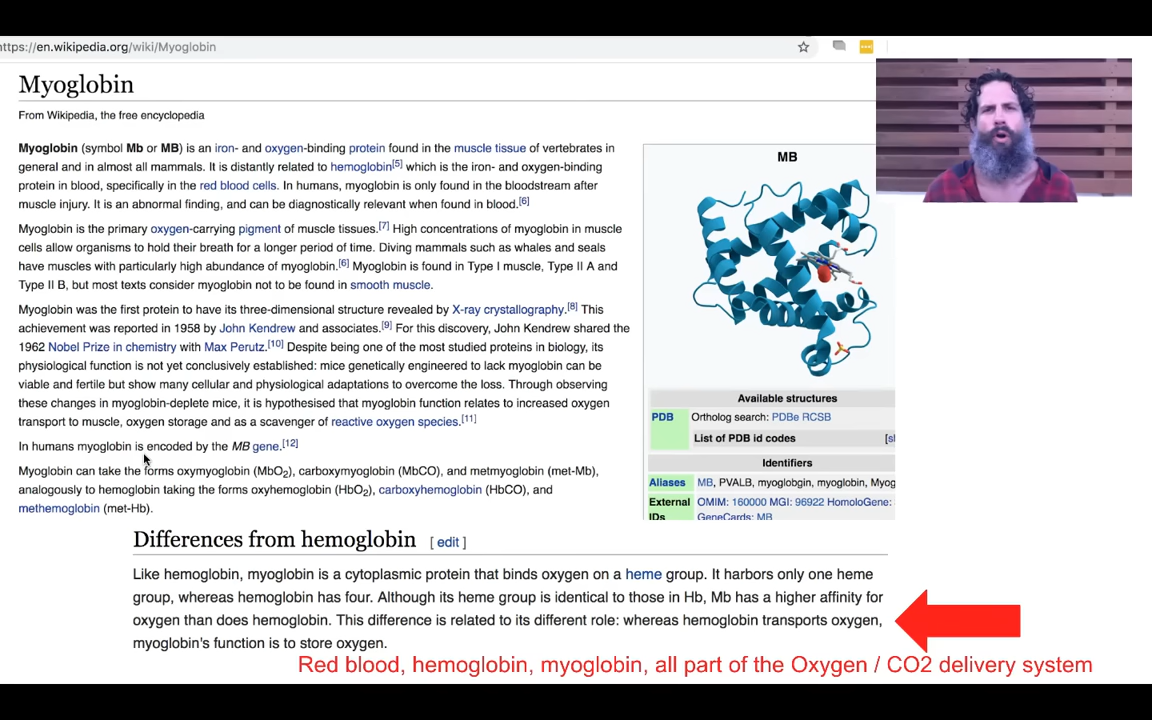 https://en.wikipedia.org/wiki/Myoglobin
Myoglobin
From Wikipedia, the free encyclopedia
Myoglobin (symbol Mb or MB) is an iron- and oxygen-binding protein found in the muscle tissue of vertebrates in
general and in almost all mammals. It is distantly related to hemoglobin[5] which is the iron- and oxygen-binding
protein in blood, specifically in the red blood cells. In humans, myoglobin is only found in the bloodstream after
muscle injury. It is an abnormal finding, and can be diagnostically relevant when found in blood.[6]
Myoglobin is the primary oxygen-carrying pigment of muscle tissues.[7] High concentrations of myoglobin in muscle
cells allow organisms to hold their breath for a longer period of time. Diving mammals such as whales and seals
have muscles with particularly high abundance of myoglobin.[6] Myoglobin is found in Type I muscle, Type II A and
Type II B, but most texts consider myoglobin not to be found in smooth muscle.
Myoglobin was the first protein to have its three-dimensional structure revealed by X-ray crystallography.[8] This
achievement was reported in 1958 by John Kendrew and associates.[9] For this discovery, John Kendrew shared the
1962 Nobel Prize in chemistry with Max Perutz.[10] Despite being one of the most studied proteins in biology, its
physiological function is not yet conclusively established: mice genetically engineered to lack myoglobin can be
viable and fertile but show many cellular and physiological adaptations to overcome the loss. Through observing
these changes in myoglobin-deplete mice, it is hypothesised that myoglobin function relates to increased oxygen
transport to muscle, oxygen storage and as a scavenger of reactive oxygen species.[11]
In humans myoglobin is encoded by the MB gene.[12]
Myoglobin can take the forms oxymyoglobin (MbO2), carboxymyoglobin (MbCO), and metmyoglobin (met-Mb),
analogously to hemoglobin taking the forms oxyhemoglobin (HbO2), carboxyhemoglobin (HbCO), and
methemoglobin (met-Hb).
MB
Available structures
PDB Ortholog search: PDBe RCSB
List of PDB id codes [sl
Identifiers
Aliases MB, PVALB, myoglobgin, myoglobin, Myog
External OMIM: 160000 MGI: 96922 HomoloGene:
IDs GeneCards: MB
Differences from hemoglobin [ edit ]
Like hemoglobin, myoglobin is a cytoplasmic protein that binds oxygen on a heme group. It harbors only one heme
group, whereas hemoglobin has four. Although its heme group is identical to those in Hb, Mb has a higher affinity for
oxygen than does hemoglobin. This difference is related to its different role: whereas hemoglobin transports oxygen,
myoglobin's function is to store oxygen.
Red blood, hemoglobin, myoglobin, all part of the Oxygen / CO2 delivery system